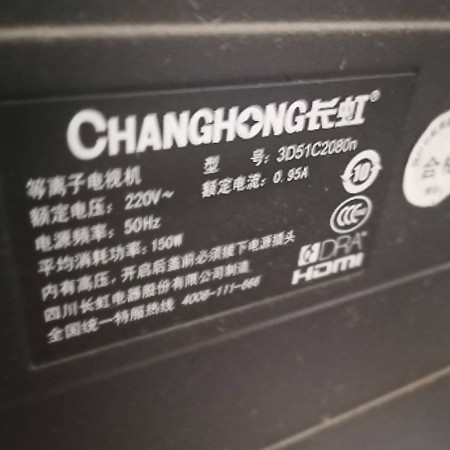 CHANGHONG长虹®
等离子电视机 型 号: 3D51C2080n
额定电压: 220V~ 额定电流: 0.95A
电源频率: 50Hz
平均消耗功率: 150W
内有高压，开启后盖前必须拔下电源插头
四川长虹电器股份有限公司制造
全国统一特服热线 4008-111-666
10
CCC
DRA
HDMI
合格